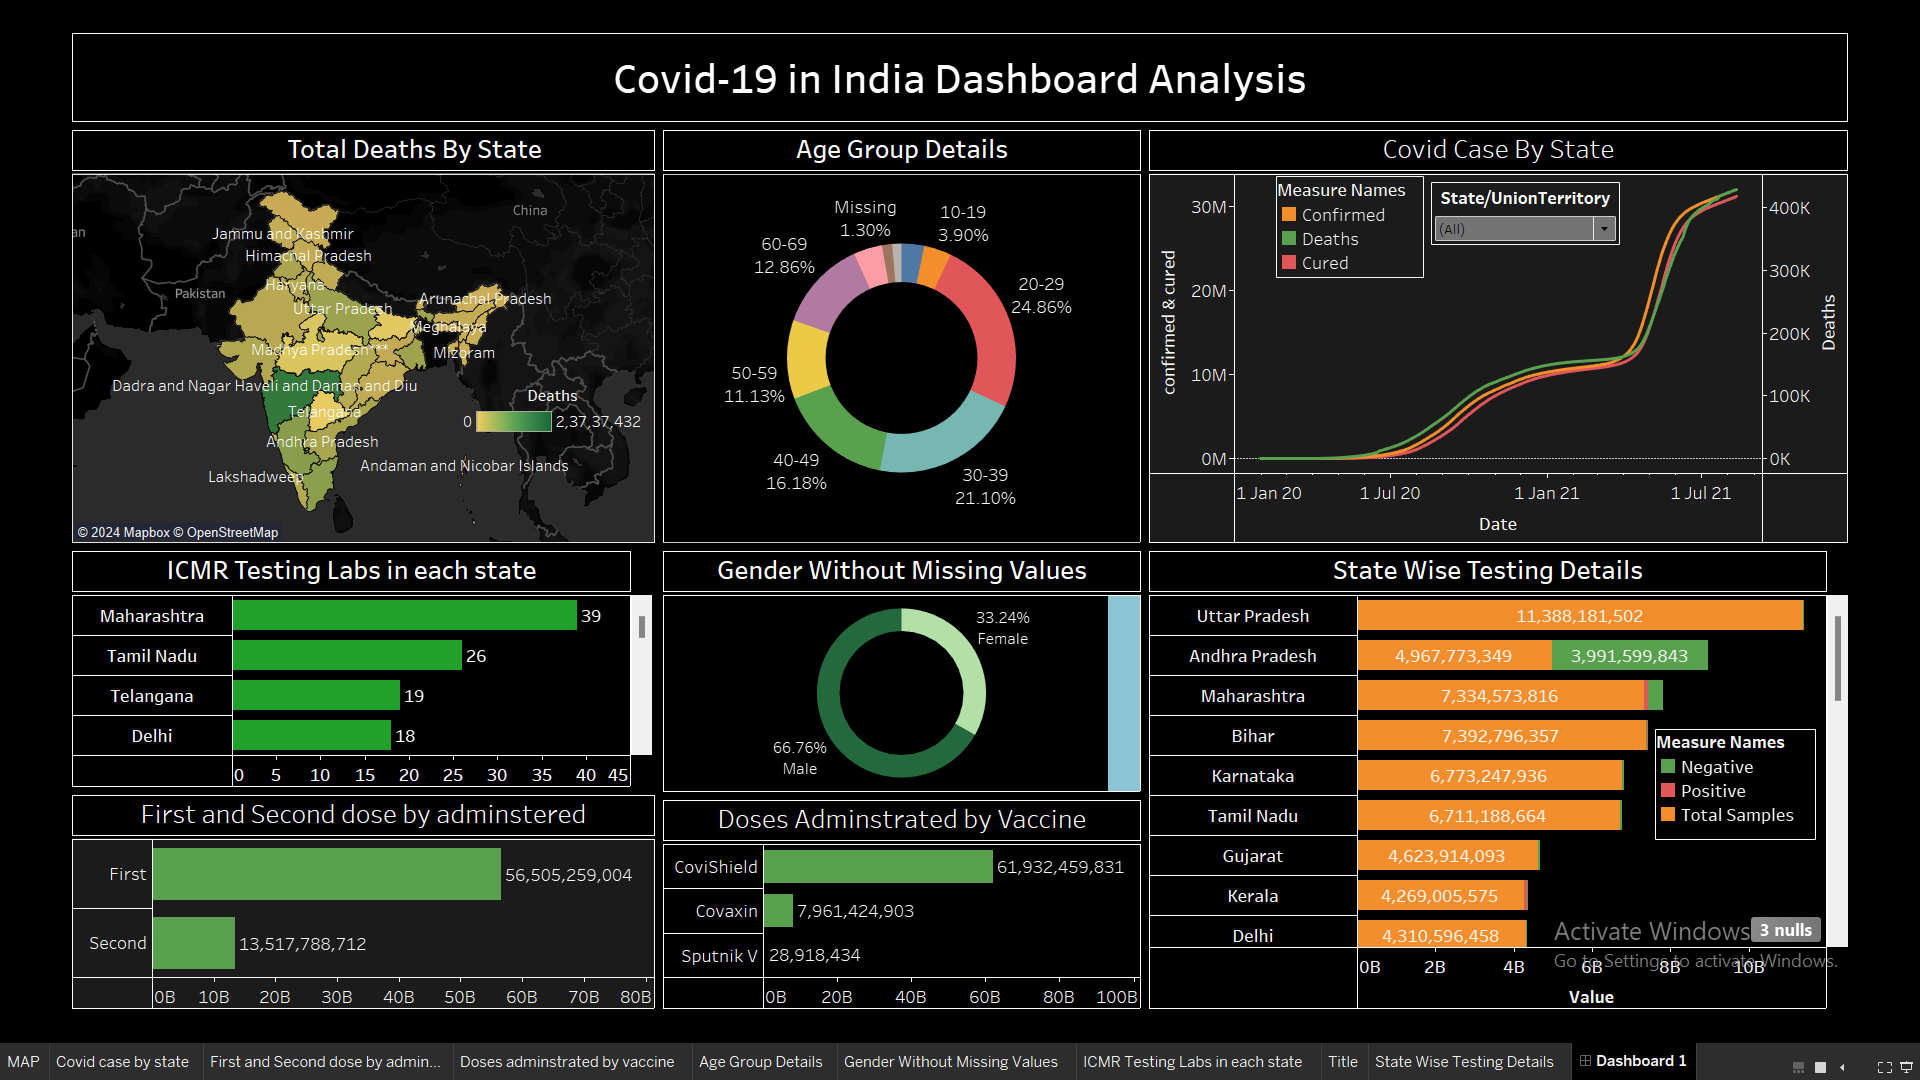 Covid-19 in India Dashboard Analysis
Total Deaths By State
China
an
Jammu and Kashmir
Himachal Pradesh
Haryana
Pakistan
Arunachal Pradesh
Uttar Pradesh
Meghalaya
Madhya Pradesh***
Mizoram
Dadra and Nagar Haveli and Daman and Diu
Telangana
Andhra Pradesh
Andaman and Nicobar Islands
Lakshadweep
Deaths
0 2,37,37,432
© 2024 Mapbox © OpenStreetMap
Age Group Details
Missing
1.30%
10-19
3.90%
60-69
12.86%
20-29
24.86%
50-59
11.13%
40-49
16.18%
30-39
21.10%
Covid Case By State
Measure Names
Confirmed
Deaths
Cured
State/UnionTerritory
(All)
confirmed & cured
30M
20M
10M
0M
400K
300K
200K
100K
0K
Deaths
1 Jan 20 1 Jul 20 1 Jan 21 1 Jul 21
Date
ICMR Testing Labs in each state
Maharashtra 39
Tamil Nadu 26
Telangana 19
Delhi 18
0 5 10 15 20 25 30 35 40 45
Gender Without Missing Values
33.24%
Female
66.76%
Male
State Wise Testing Details
Uttar Pradesh 11,388,181,502
Andhra Pradesh 4,967,773,349 3,991,599,843
Maharashtra 7,334,573,816
Bihar 7,392,796,357
Karnataka 6,773,247,936
Tamil Nadu 6,711,188,664
Gujarat 4,623,914,093
Kerala 4,269,005,575
Delhi 4,310,596,458
0B 2B 4B 6B 8B 10B
Value
Measure Names
Negative
Positive
Total Samples
3 nulls
Activate Windows
Go to Settings to activate Windows.
First and Second dose by adminstered
First 56,505,259,004
Second 13,517,788,712
0B 10B 20B 30B 40B 50B 60B 70B 80B
Doses Adminstrated by Vaccine
CoviShield 61,932,459,831
Covaxin 7,961,424,903
Sputnik V 28,918,434
0B 20B 40B 60B 80B 100B
MAP Covid case by state First and Second dose by admin... Doses adminstrated by vaccine Age Group Details Gender Without Missing Values ICMR Testing Labs in each state Title State Wise Testing Details Dashboard 1